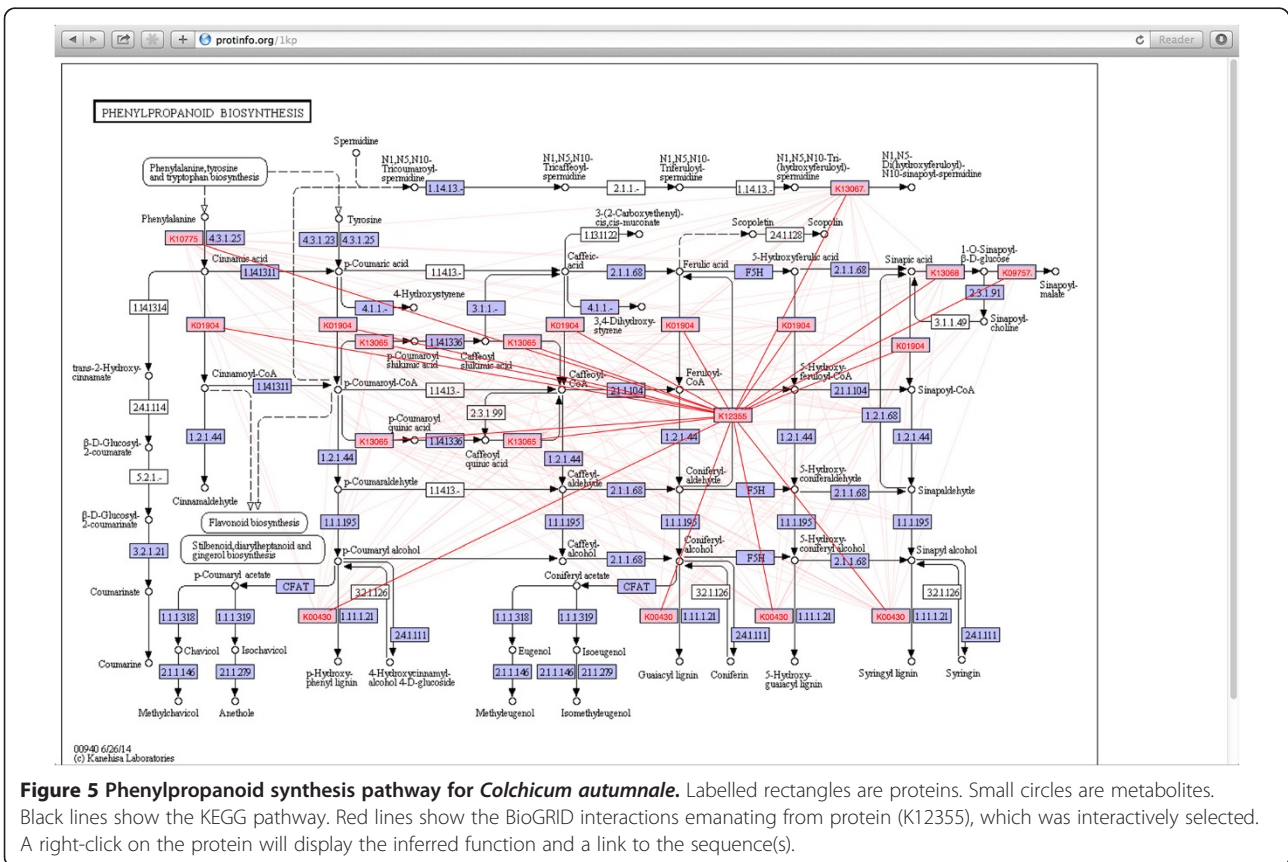 protinfo.org/1kp
Reader
PHENYLPROPANOID BIOSYNTHESIS
Spermidine
Phenylalanine,tyrosine
and tryptophan biosynthesis
N1,N5,N10-
Tricoumaroyl-
spermidine
N1,N5,N10-
Tricaffeoyl-
spermidine
N1,N5,N10-
Triferuloyl-
spermidine
N1,N5,N10-Tri-
(hydroxyferuloyl)-
spermidine
N1,N5-
Di(hydroxyferuloyl)-
N10-sinapoyl-spermidine
1.14.13.-
2.1.1.-
1.14.13.-
K13067.
Phenylalanine
Tyrosine
3-(2-Carboxyethenyl)-
cis,cis-muconate
Scopoletin
Scopolin
K10775
4.3.1.25
4.3.1.23
4.3.1.25
1.13.11.22
2.4.1.128
Cinnamic acid
p-Coumaric acid
Caffeic
acid
Ferulic acid
5-Hydroxyferulic acid
Sinapic acid
1-O-Sinapoyl-
β-D-glucose
1.14.13.11
1.14.13.-
2.1.1.68
F5H
2.1.1.68
K13068
K09757.
Sinapoyl-
malate
4-Hydroxystyrene
2.3.1.91
1.14.13.14
4.1.1.-
3.1.1.-
4.1.1.-
3,4-Dihydroxy-
styrene
3.1.1.49
Sinapoyl-
choline
K01904
K01904
K01904
K01904
K01904
K01904
K13065
1.14.13.36
K13065
p-Coumaroyl
shikimic acid
Caffeoyl
shikimic acid
trans-2-Hydroxy-
cinnamate
Cinnamoyl-CoA
p-Coumaroyl-CoA
Caffeoyl-
CoA
Feruloyl-
CoA
5-Hydroxy-
feruloyl-CoA
Sinapoyl-CoA
1.14.13.11
1.14.13.-
2.1.1.104
2.1.1.104
2.4.1.114
2.3.1.99
K12355
1.2.1.68
p-Coumaroyl
quinic acid
β-D-Glucosyl-
2-coumarate
1.2.1.44
K13065
1.14.13.36
K13065
Caffeoyl
quinic acid
1.2.1.44
1.2.1.44
1.2.1.44
1.2.1.44
1.2.1.44
5.2.1.-
Cinnamaldehyde
p-Coumaraldehyde
Caffeyl-
aldehyde
Coniferyl-
aldehyde
5-Hydroxy-
coniferaldehyde
Sinapaldehyde
1.14.13.-
2.1.1.68
F5H
2.1.1.68
β-D-Glucosyl-
2-coumarinate
Flavonoid biosynthesis
1.1.1.195
1.1.1.195
1.1.1.195
1.1.1.195
1.1.1.195
3.2.1.21
Stilbenoid,diarylheptanoid and
gingerol biosynthesis
p-Coumaryl alcohol
Caffeyl-
alcohol
Coniferyl-
alcohol
5-Hydroxy-
coniferyl alcohol
Sinapyl alcohol
2.1.1.68
F5H
2.1.1.68
Coumarinate
p-Coumaryl acetate
CFAT
3.2.1.126
Coniferyl acetate
CFAT
3.2.1.126
3.2.1.126
1.1.1.318
1.1.1.319
K00430
1.11.1.21
1.1.1.318
1.1.1.319
K00430
1.11.1.21
K00430
1.11.1.21
K00430
1.11.1.21
2.4.1.111
2.4.1.111
2.4.1.111
Coumarine
Chavicol
Isochavicol
Eugenol
Isoeugenol
2.1.1.146
2.1.1.279
p-Hydroxy-
phenyl lignin
4-Hydroxycinnamyl-
alcohol 4-D-glucoside
2.1.1.146
2.1.1.146
2.1.1.279
Guaiacyl lignin
Coniferin
5-Hydroxy-
guaiacyl lignin
Syringyl lignin
Syringin
Methylchavicol
Anethole
Methyleugenol
Isomethyleugenol
00940 6/26/14
(c) Kanehisa Laboratories
Figure 5 Phenylpropanoid synthesis pathway for Colchicum autumnale. Labelled rectangles are proteins. Small circles are metabolites.
Black lines show the KEGG pathway. Red lines show the BioGRID interactions emanating from protein (K12355), which was interactively selected.
A right-click on the protein will display the inferred function and a link to the sequence(s).